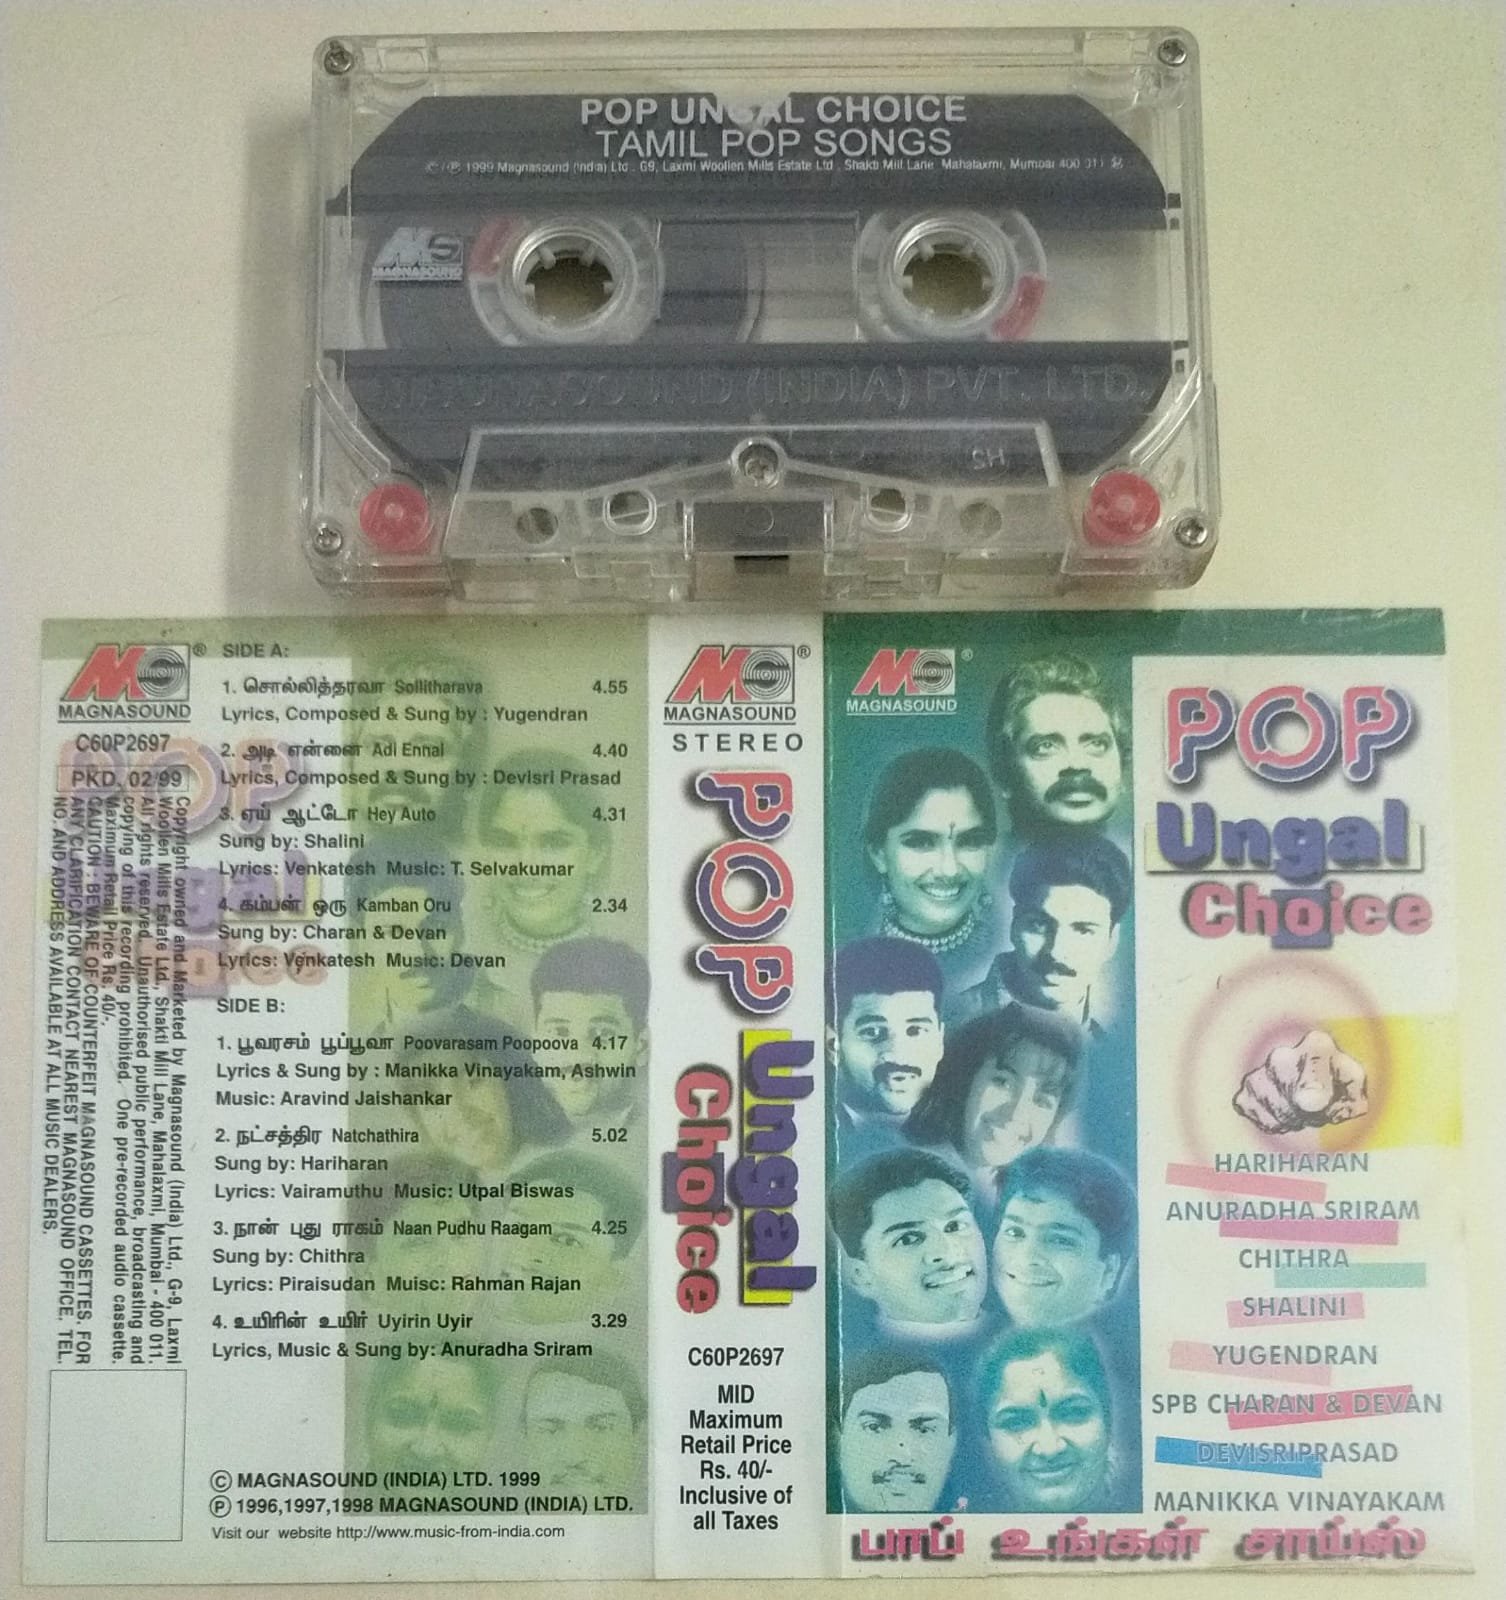 POP UNGAL CHOICE
TAMIL POP SONGS
© / ℗ 1999 Magnasound (India) Ltd., G9, Laxmi Woollen Mills Estate Ltd., Shakti Mill Lane, Mahalaxmi, Mumbai 400 011
MAGNASOUND
MAGNASOUND (INDIA) PVT. LTD.
H2
MAGNASOUND ®
C60P2697
PKD. 02/99
Copyright owned and Marketed by Magnasound (India) Ltd., G-9, Laxmi
Woollen Mills Estate Ltd., Shakti Mill Lane, Mahalaxmi, Mumbai - 400 011.
All rights reserved. Unauthorised public performance, broadcasting and
copying of this recording prohibited. One pre-recorded audio cassette.
Maximum Retail Price Rs. 40/-.
CAUTION : BEWARE OF COUNTERFEIT MAGNASOUND CASSETTES. FOR
ANY CLARIFICATION CONTACT NEAREST MAGNASOUND OFFICE. TEL.
NO. AND ADDRESS AVAILABLE AT ALL MUSIC DEALERS.
SIDE A:
1. சொல்லித்தரவா Sollitharava 4.55
Lyrics, Composed & Sung by : Yugendran
2. அடி என்னை Adi Ennai 4.40
Lyrics, Composed & Sung by : Devisri Prasad
3. ஏய் ஆட்டோ Hey Auto 4.31
Sung by: Shalini
Lyrics: Venkatesh Music: T. Selvakumar
4. கம்பன் ஒரு Kamban Oru 2.34
Sung by: Charan & Devan
Lyrics: Venkatesh Music: Devan
SIDE B:
1. பூவரசம் பூப்பூவா Poovarasam Poopoova 4.17
Lyrics & Sung by : Manikka Vinayakam, Ashwin
Music: Aravind Jaishankar
2. நட்சத்திர Natchathira 5.02
Sung by: Hariharan
Lyrics: Vairamuthu Music: Utpal Biswas
3. நான் புது ராகம் Naan Pudhu Raagam 4.25
Sung by: Chithra
Lyrics: Piraisudan Muisc: Rahman Rajan
4. உயிரின் உயிர் Uyirin Uyir 3.29
Lyrics, Music & Sung by: Anuradha Sriram
© MAGNASOUND (INDIA) LTD. 1999
℗ 1996,1997,1998 MAGNASOUND (INDIA) LTD.
Visit our website http://www.music-from-india.com
MAGNASOUND ®
STEREO
POP Ungal
Choice
C60P2697
MID
Maximum
Retail Price
Rs. 40/-
Inclusive of
all Taxes
MAGNASOUND ®
POP
Ungal
Choice
HARIHARAN
ANURADHA SRIRAM
CHITHRA
SHALINI
YUGENDRAN
SPB CHARAN & DEVAN
DEVISRIPRASAD
MANIKKA VINAYAKAM
பாப் உங்கள் சாய்ஸ்